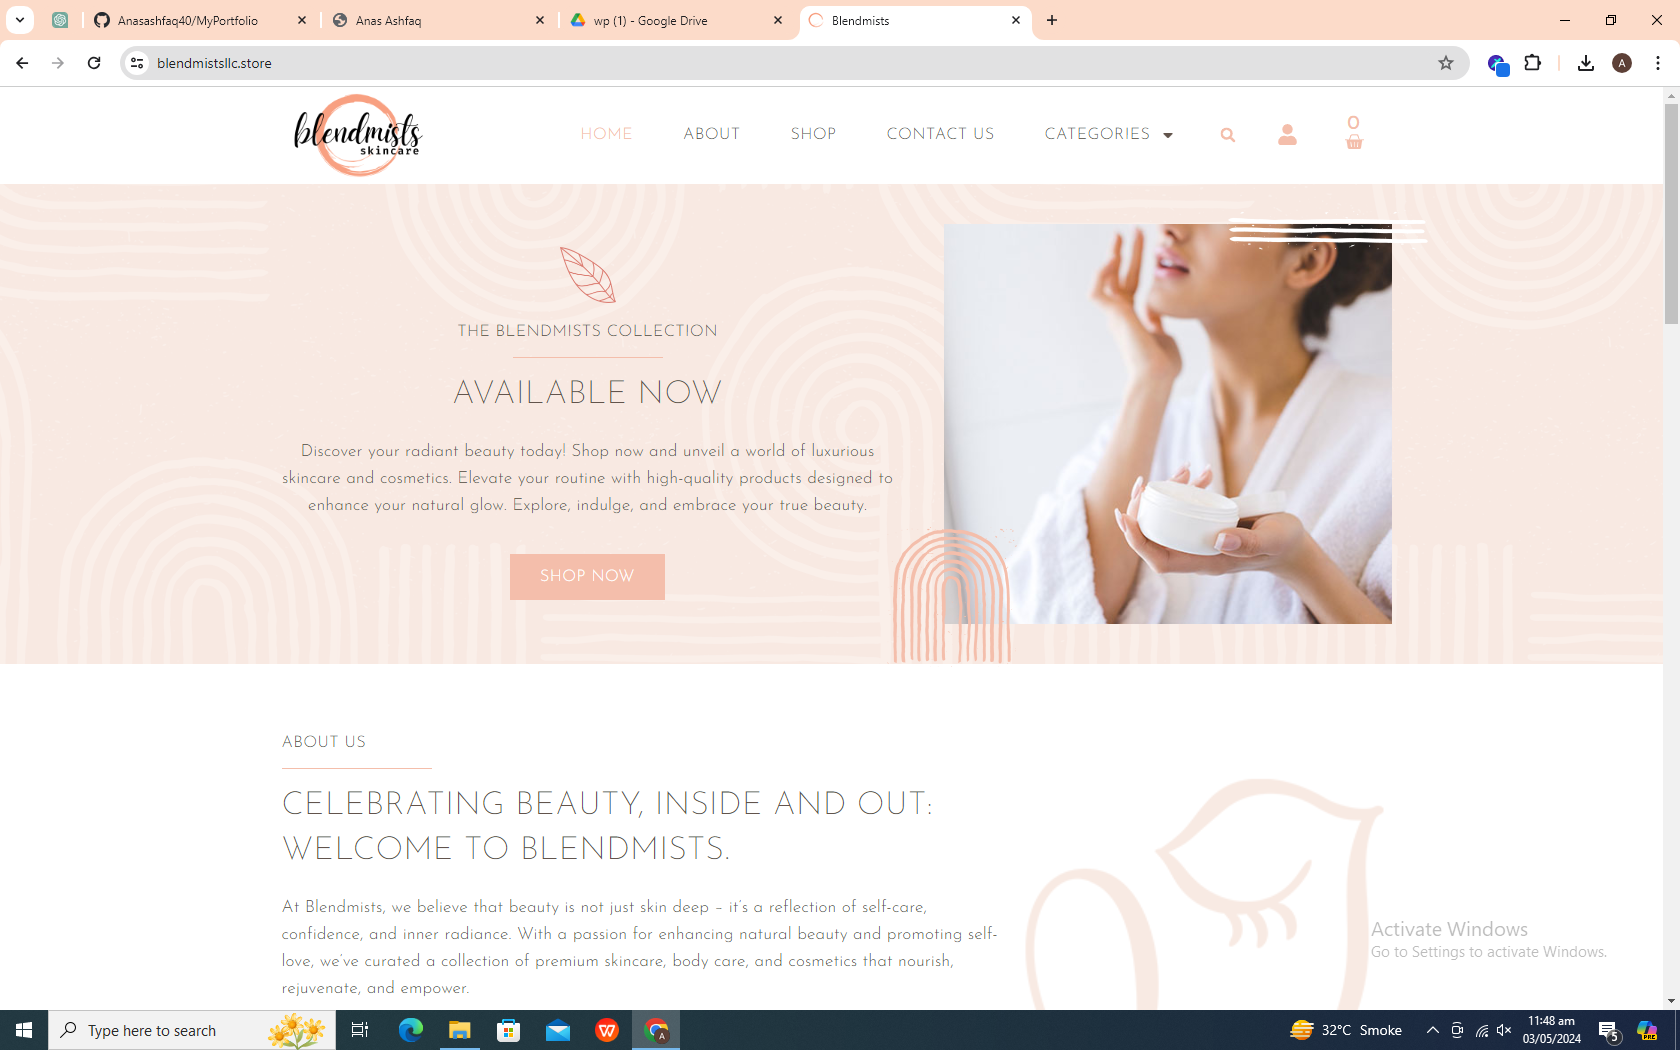 Anasashfaq40/MyPortfolio
Anas Ashfaq
wp (1) - Google Drive
Blendmists
blendmistsllc.store
A
blendmists
skincare
HOME
ABOUT
SHOP
CONTACT US
CATEGORIES
0
THE BLENDMISTS COLLECTION
AVAILABLE NOW
Discover your radiant beauty today! Shop now and unveil a world of luxurious
skincare and cosmetics. Elevate your routine with high-quality products designed to
enhance your natural glow. Explore, indulge, and embrace your true beauty.
SHOP NOW
ABOUT US
CELEBRATING BEAUTY, INSIDE AND OUT:
WELCOME TO BLENDMISTS.
At Blendmists, we believe that beauty is not just skin deep – it's a reflection of self-care,
confidence, and inner radiance. With a passion for enhancing natural beauty and promoting self-
love, we've curated a collection of premium skincare, body care, and cosmetics that nourish,
rejuvenate, and empower.
Activate Windows
Go to Settings to activate Windows.
Type here to search
W
A
32°C Smoke
11:48 am
03/05/2024
5
PRE